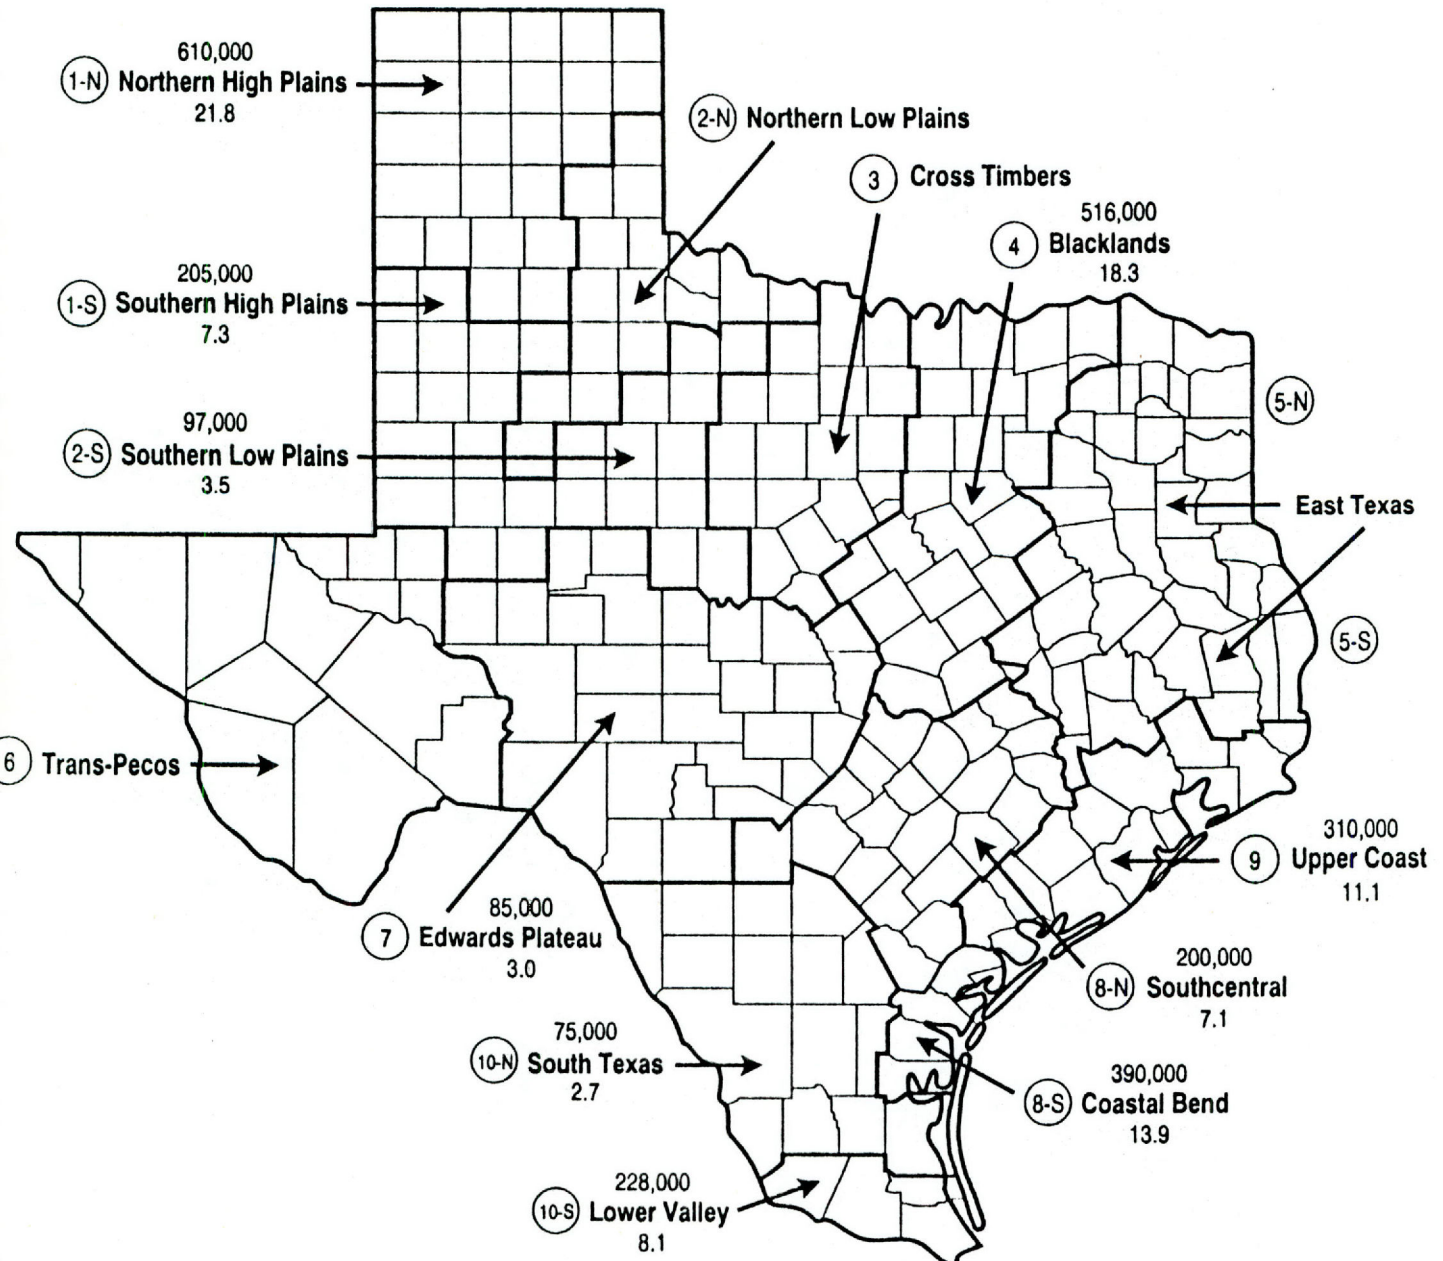 610,000
1-N Northern High Plains
21.8
2-N Northern Low Plains
3 Cross Timbers
516,000
4 Blacklands
18.3
205,000
1-S Southern High Plains
7.3
5-N
97,000
2-S Southern Low Plains
3.5
East Texas
5-S
6 Trans-Pecos
310,000
9 Upper Coast
11.1
85,000
7 Edwards Plateau
3.0
200,000
8-N Southcentral
7.1
75,000
10-N South Texas
2.7
390,000
8-S Coastal Bend
13.9
228,000
10-S Lower Valley
8.1